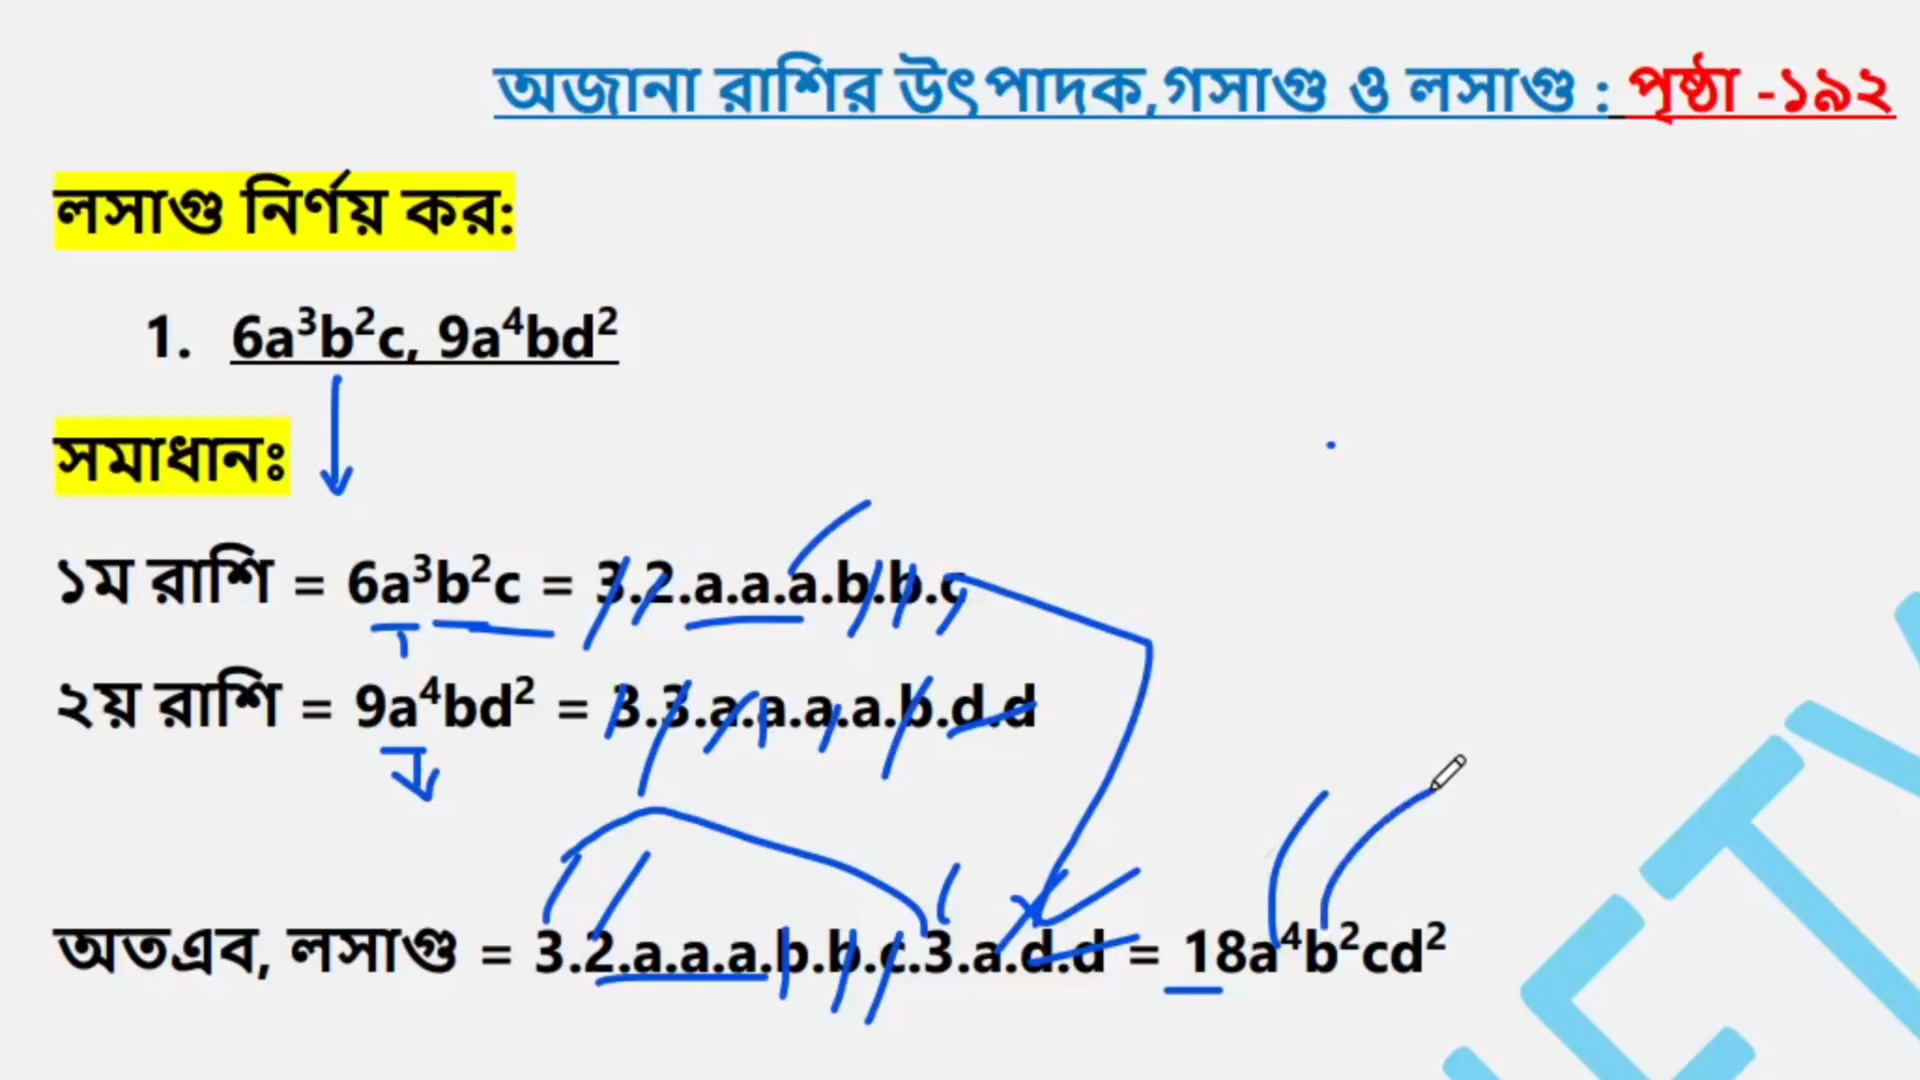 অজানা রাশির উৎপাদক,গসাগু ও লসাগু : পৃষ্ঠা -১৯২
লসাগু নির্ণয় কর:
1. 6a³b²c, 9a⁴bd²
সমাধানঃ
১ম রাশি = 6a³b²c = 3.2.a.a.a.b.b.c
২য় রাশি = 9a⁴bd² = 3.3.a.a.a.a.b.d.d
অতএব, লসাগু = 3.2.a.a.a.b.b.c.3.a.d.d = 18a⁴b²cd²